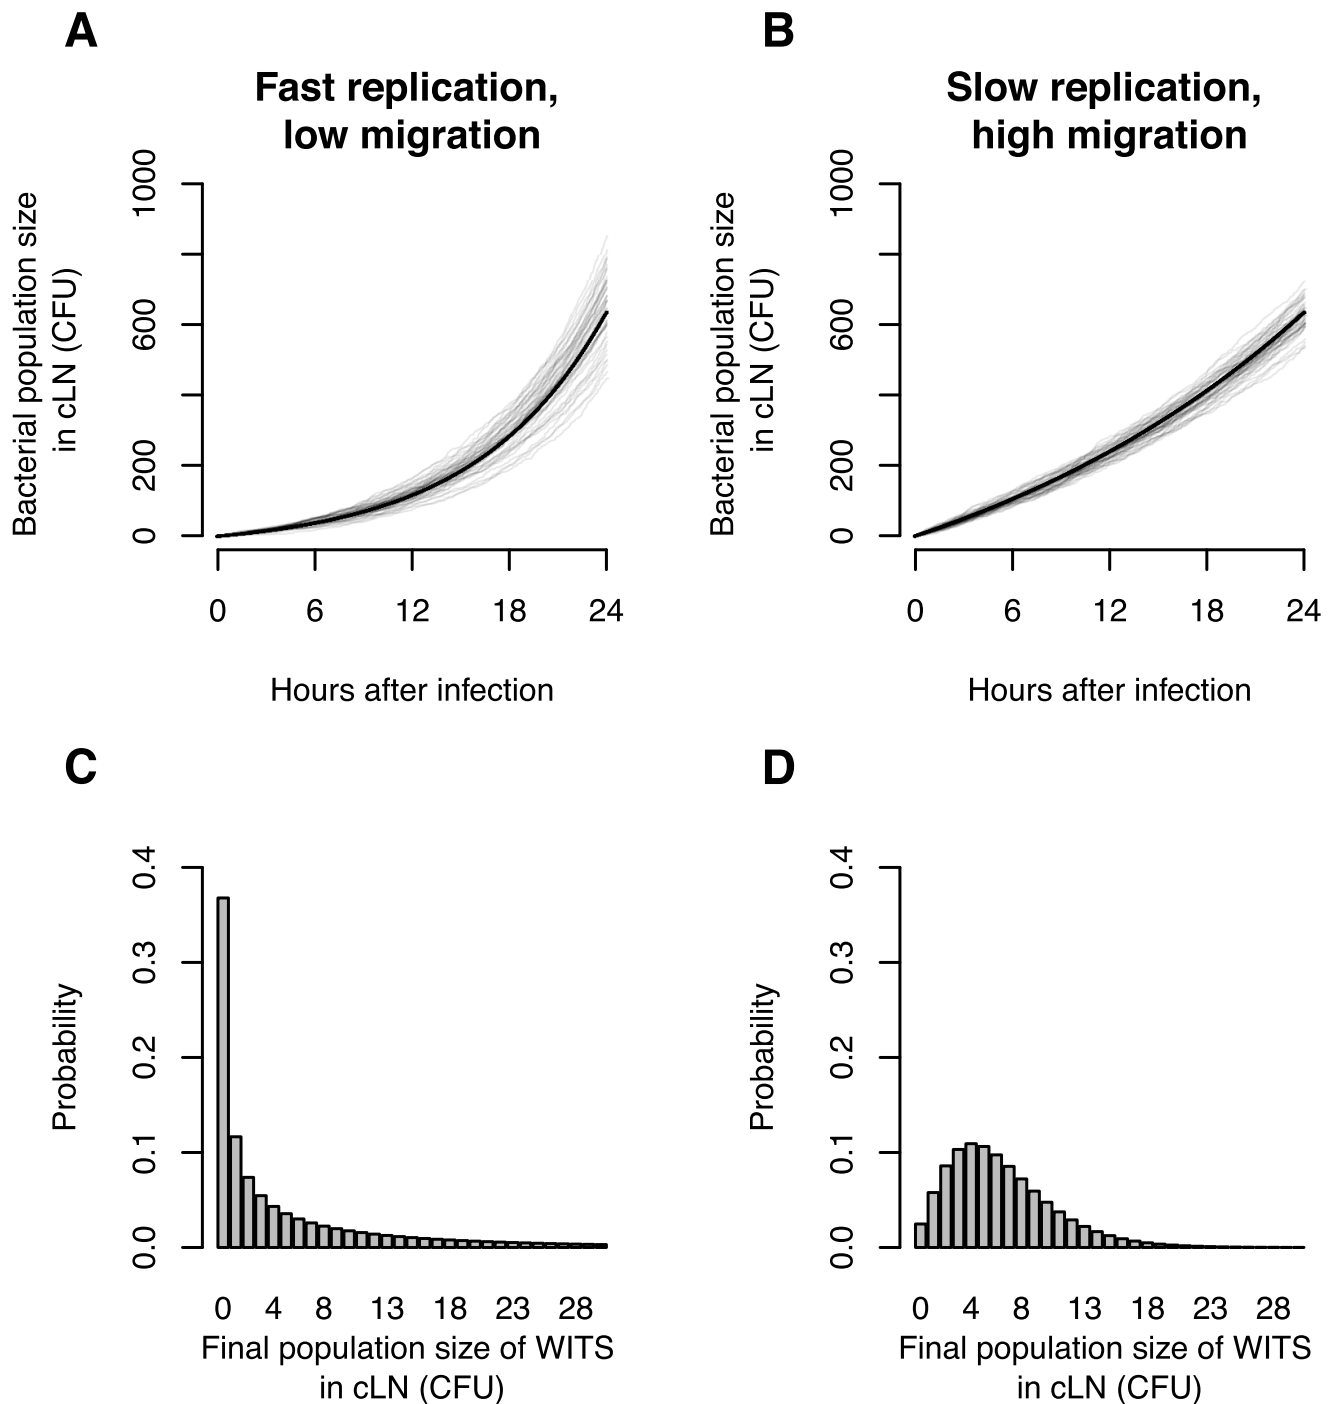 A
Fast replication,
low migration
Bacterial population size
in cLN (CFU)
1000
600
200
0
0 6 12 18 24
Hours after infection
B
Slow replication,
high migration
Bacterial population size
in cLN (CFU)
1000
600
200
0
0 6 12 18 24
Hours after infection
C
Probability
0.4
0.3
0.2
0.1
0.0
0 4 8 13 18 23 28
Final population size of WITS
in cLN (CFU)
D
Probability
0.4
0.3
0.2
0.1
0.0
0 4 8 13 18 23 28
Final population size of WITS
in cLN (CFU)